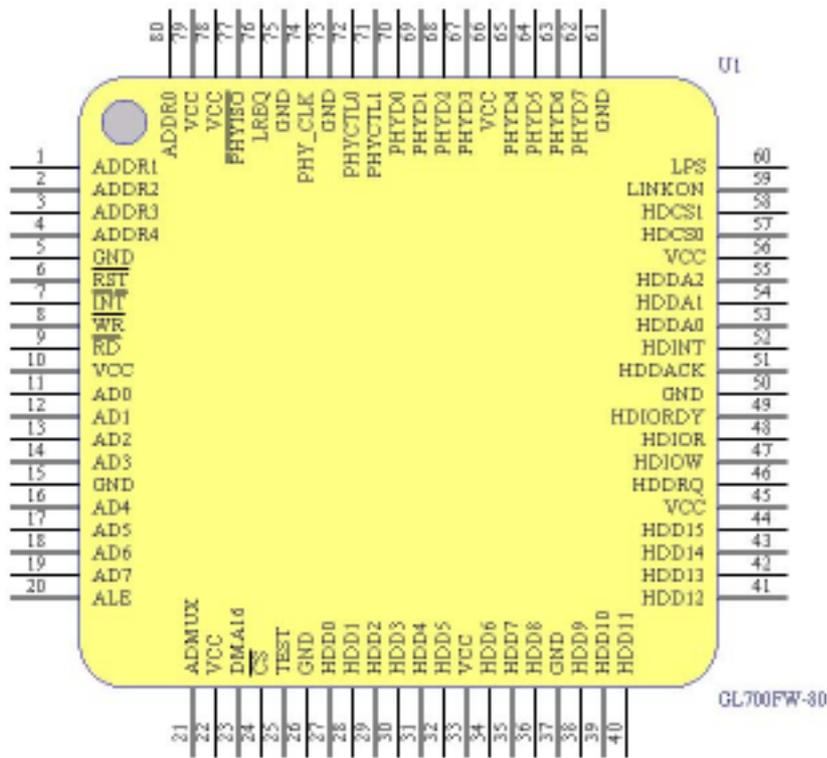 80 79 78 77 76 75 74 73 72 71 70 69 68 67 66 65 64 63 62 61
U1
ADDR0 VCC VCC PHYISO LREQ GND PHY_CLK GND PHYCTL0 PHYCTL1 PHYD0 PHYD1 PHYD2 PHYD3 VCC PHYD4 PHYD5 PHYD6 PHYD7 GND
1 ADDR1 LPS 60
2 ADDR2 LINKON 59
3 ADDR3 HDCS1 58
4 ADDR4 HDCS0 57
5 GND VCC 56
6 RST HDDA2 55
7 INT HDDA1 54
8 WR HDDA0 53
9 RD HDINT 52
10 VCC HDDACK 51
11 AD0 GND 50
12 AD1 HDIORDY 49
13 AD2 HDIOR 48
14 AD3 HDIOW 47
15 GND HDDRQ 46
16 AD4 VCC 45
17 AD5 HDD15 44
18 AD6 HDD14 43
19 AD7 HDD13 42
20 ALE HDD12 41
ADMUX VCC DMA16 CS TEST GND HDD0 HDD1 HDD2 HDD3 HDD4 HDD5 VCC HDD6 HDD7 HDD8 GND HDD9 HDD10 HDD11
GL700FW-80
21 22 23 24 25 26 27 28 29 30 31 32 33 34 35 36 37 38 39 40